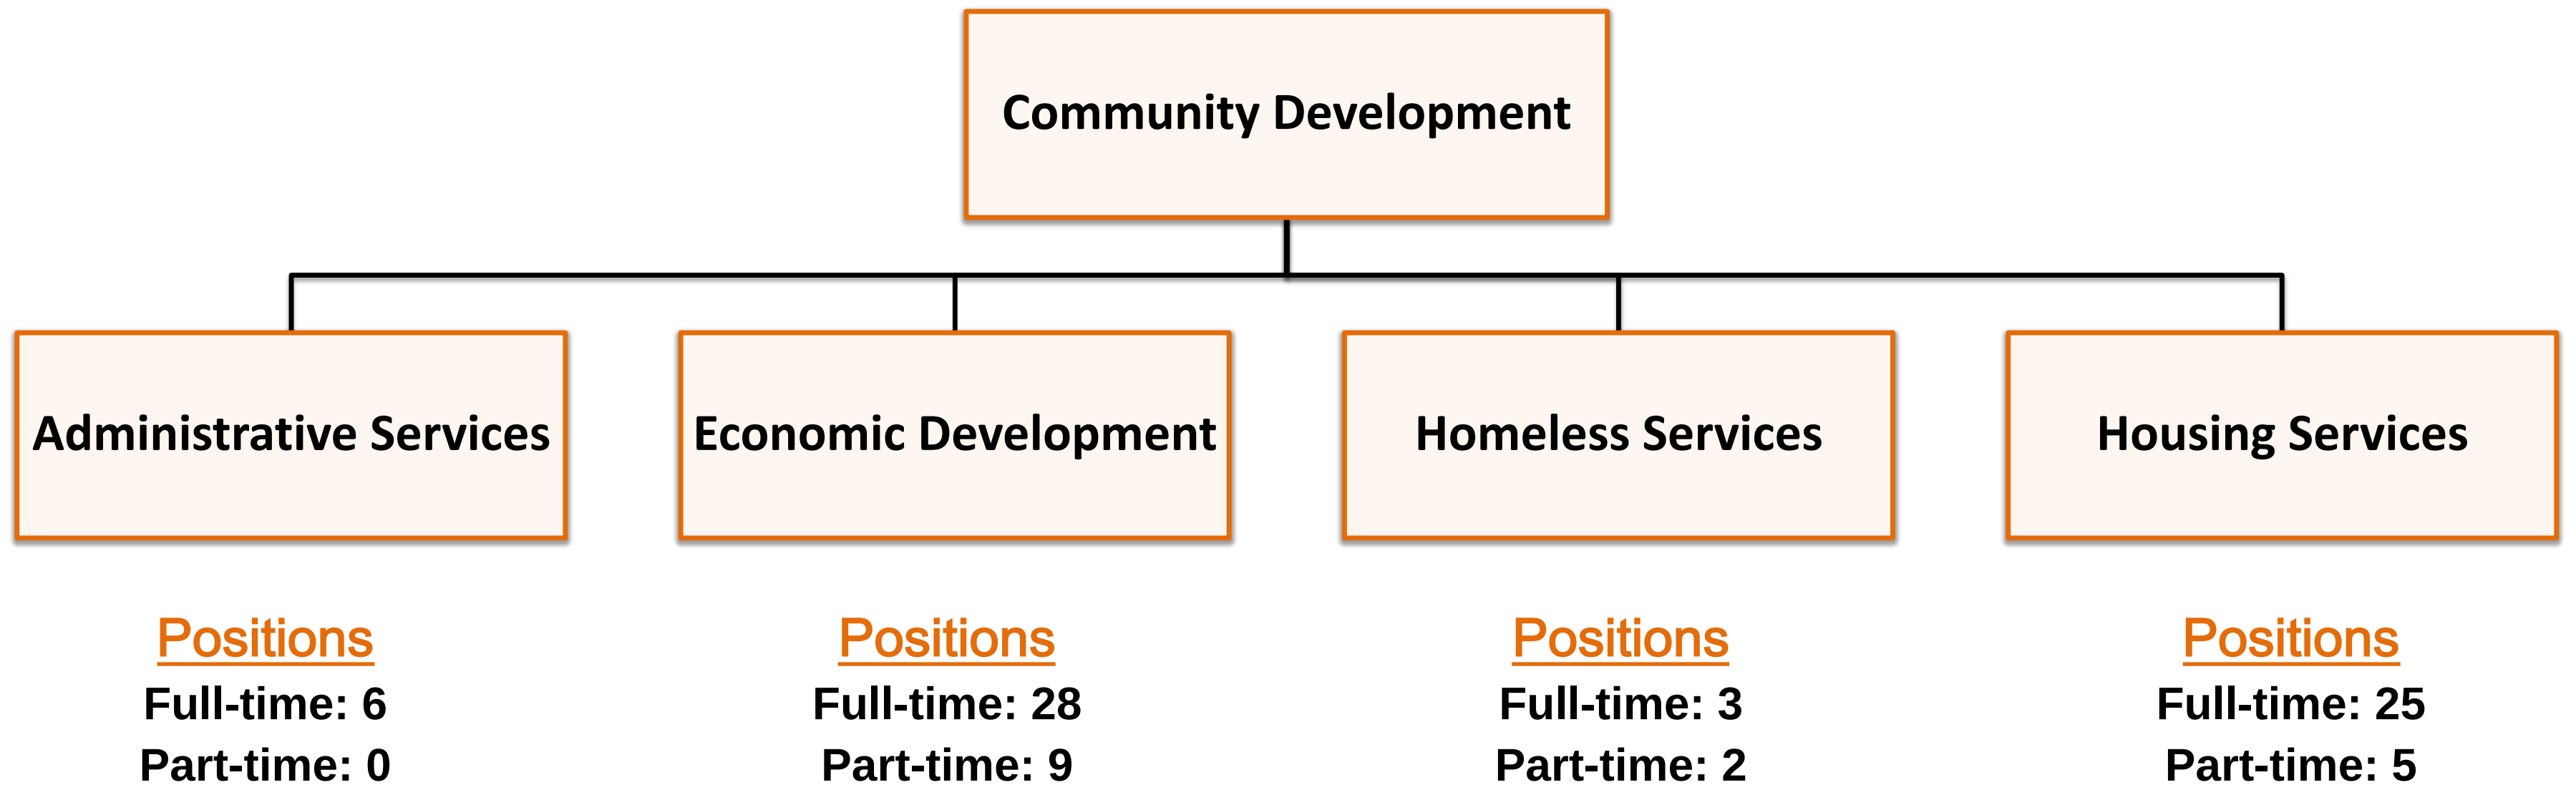 Community Development
Administrative Services
Economic Development
Homeless Services
Housing Services
Positions
Full-time: 6
Part-time: 0
Positions
Full-time: 28
Part-time: 9
Positions
Full-time: 3
Part-time: 2
Positions
Full-time: 25
Part-time: 5